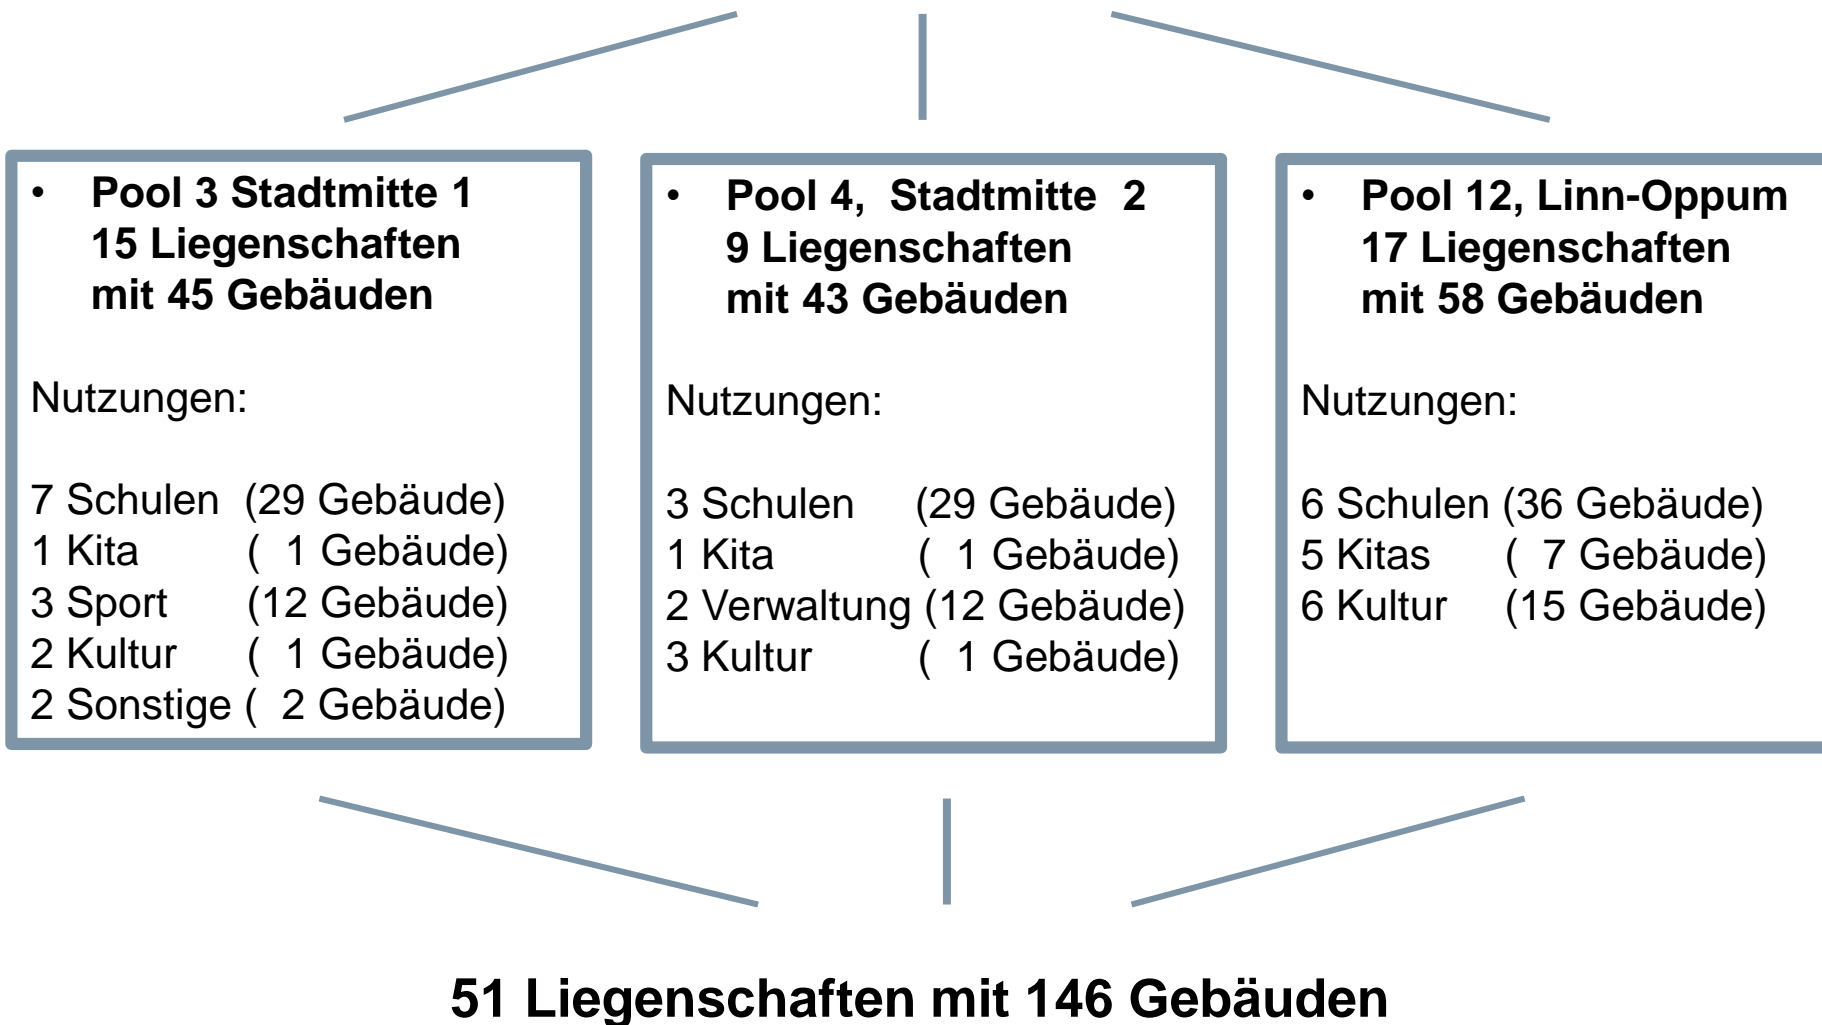 • Pool 3 Stadtmitte 1
15 Liegenschaften
mit 45 Gebäuden
Nutzungen:
7 Schulen (29 Gebäude)
1 Kita ( 1 Gebäude)
3 Sport (12 Gebäude)
2 Kultur ( 1 Gebäude)
2 Sonstige ( 2 Gebäude)
• Pool 4, Stadtmitte 2
9 Liegenschaften
mit 43 Gebäuden
Nutzungen:
3 Schulen (29 Gebäude)
1 Kita ( 1 Gebäude)
2 Verwaltung (12 Gebäude)
3 Kultur ( 1 Gebäude)
• Pool 12, Linn-Oppum
17 Liegenschaften
mit 58 Gebäuden
Nutzungen:
6 Schulen (36 Gebäude)
5 Kitas ( 7 Gebäude)
6 Kultur (15 Gebäude)
51 Liegenschaften mit 146 Gebäuden